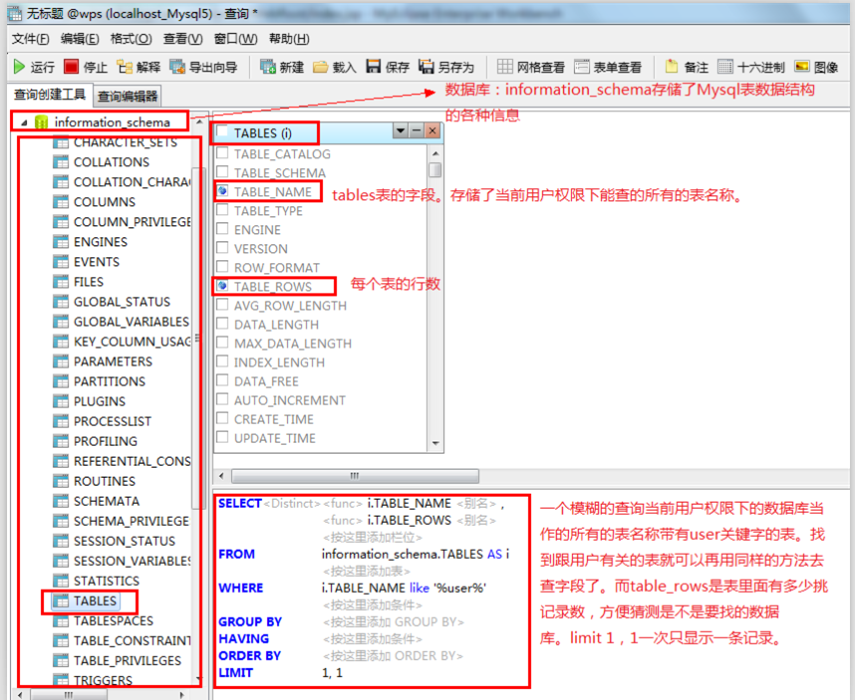 无标题 @wps (localhost_Mysql5) - 查询 *
文件(F) 编辑(E) 格式(O) 查看(V) 窗口(W) 帮助(H)
运行 停止 解释 导出向导 新建 载入 保存 另存为 网格查看 表单查看 备注 十六进制 图像
查询创建工具 查询编辑器
数据库：information_schema存储了Mysql表数据结构
的各种信息
information_schema
CHARACTER_SETS
COLLATIONS
COLLATION_CHARA
COLUMNS
COLUMN_PRIVILEGE
ENGINES
EVENTS
FILES
GLOBAL_STATUS
GLOBAL_VARIABLES
KEY_COLUMN_USAG
PARAMETERS
PARTITIONS
PLUGINS
PROCESSLIST
PROFILING
REFERENTIAL_CONS
ROUTINES
SCHEMATA
SCHEMA_PRIVILEGE
SESSION_STATUS
SESSION_VARIABLES
STATISTICS
TABLES
TABLESPACES
TABLE_CONSTRAINT
TABLE_PRIVILEGES
TRIGGERS
TABLES (i)
TABLE_CATALOG
TABLE_SCHEMA
TABLE_NAME
TABLE_TYPE
ENGINE
VERSION
ROW_FORMAT
TABLE_ROWS
AVG_ROW_LENGTH
DATA_LENGTH
MAX_DATA_LENGTH
INDEX_LENGTH
DATA_FREE
AUTO_INCREMENT
CREATE_TIME
UPDATE_TIME
tables表的字段。存储了当前用户权限下能查的所有的表名称。
每个表的行数
SELECT <Distinct> <func> i.TABLE_NAME <别名> ,
<func> i.TABLE_ROWS <别名>
<按这里添加栏位>
FROM information_schema.TABLES AS i
<按这里添加表>
WHERE i.TABLE_NAME like '%user%'
<按这里添加条件>
GROUP BY <按这里添加 GROUP BY>
HAVING <按这里添加条件>
ORDER BY <按这里添加 ORDER BY>
LIMIT 1, 1
一个模糊的查询当前用户权限下的数据库当
作的所有的表名称带有user关键字的表。找
到跟用户有关的表就可以再用同样的方法去
查字段了。而table_rows是表里面有多少挑
记录数，方便猜测是不是要找的数据
库。limit 1，1一次只显示一条记录。